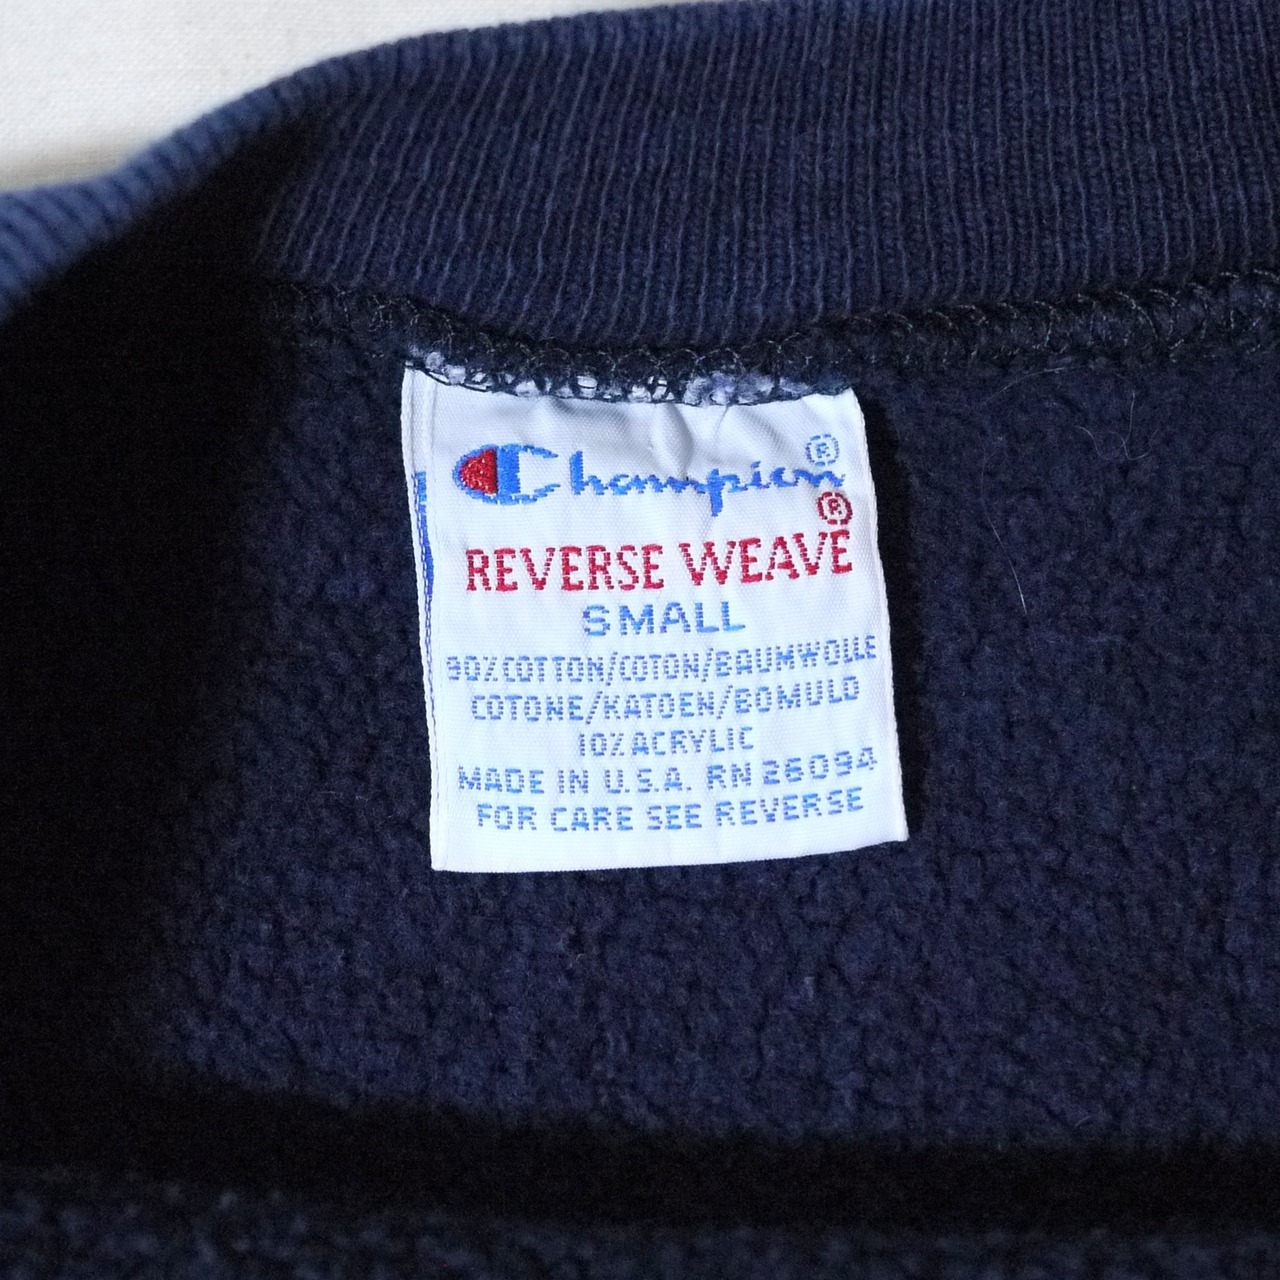 Champion®
REVERSE WEAVE®
SMALL
90% COTTON/COTON/BAUMWOLLE
COTONE/KATOEN/BOMULD
10% ACRYLIC
MADE IN U.S.A. RN 26094
FOR CARE SEE REVERSE